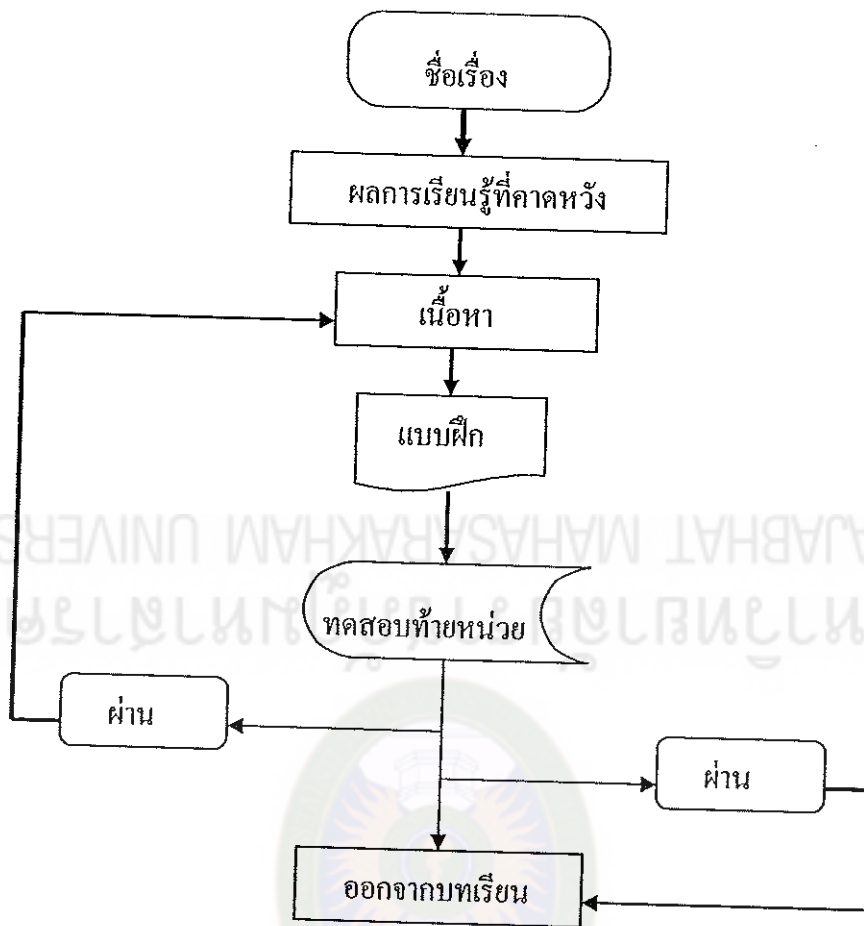 ชื่อเรื่อง
ผลการเรียนรู้ที่คาดหวัง
เนื้อหา
แบบฝึก
AJABHAT MAHASARAKHAM UNIVERS
ทดสอบท้ายหน่วย
ผ่าน
ผ่าน
ออกจากบทเรียน